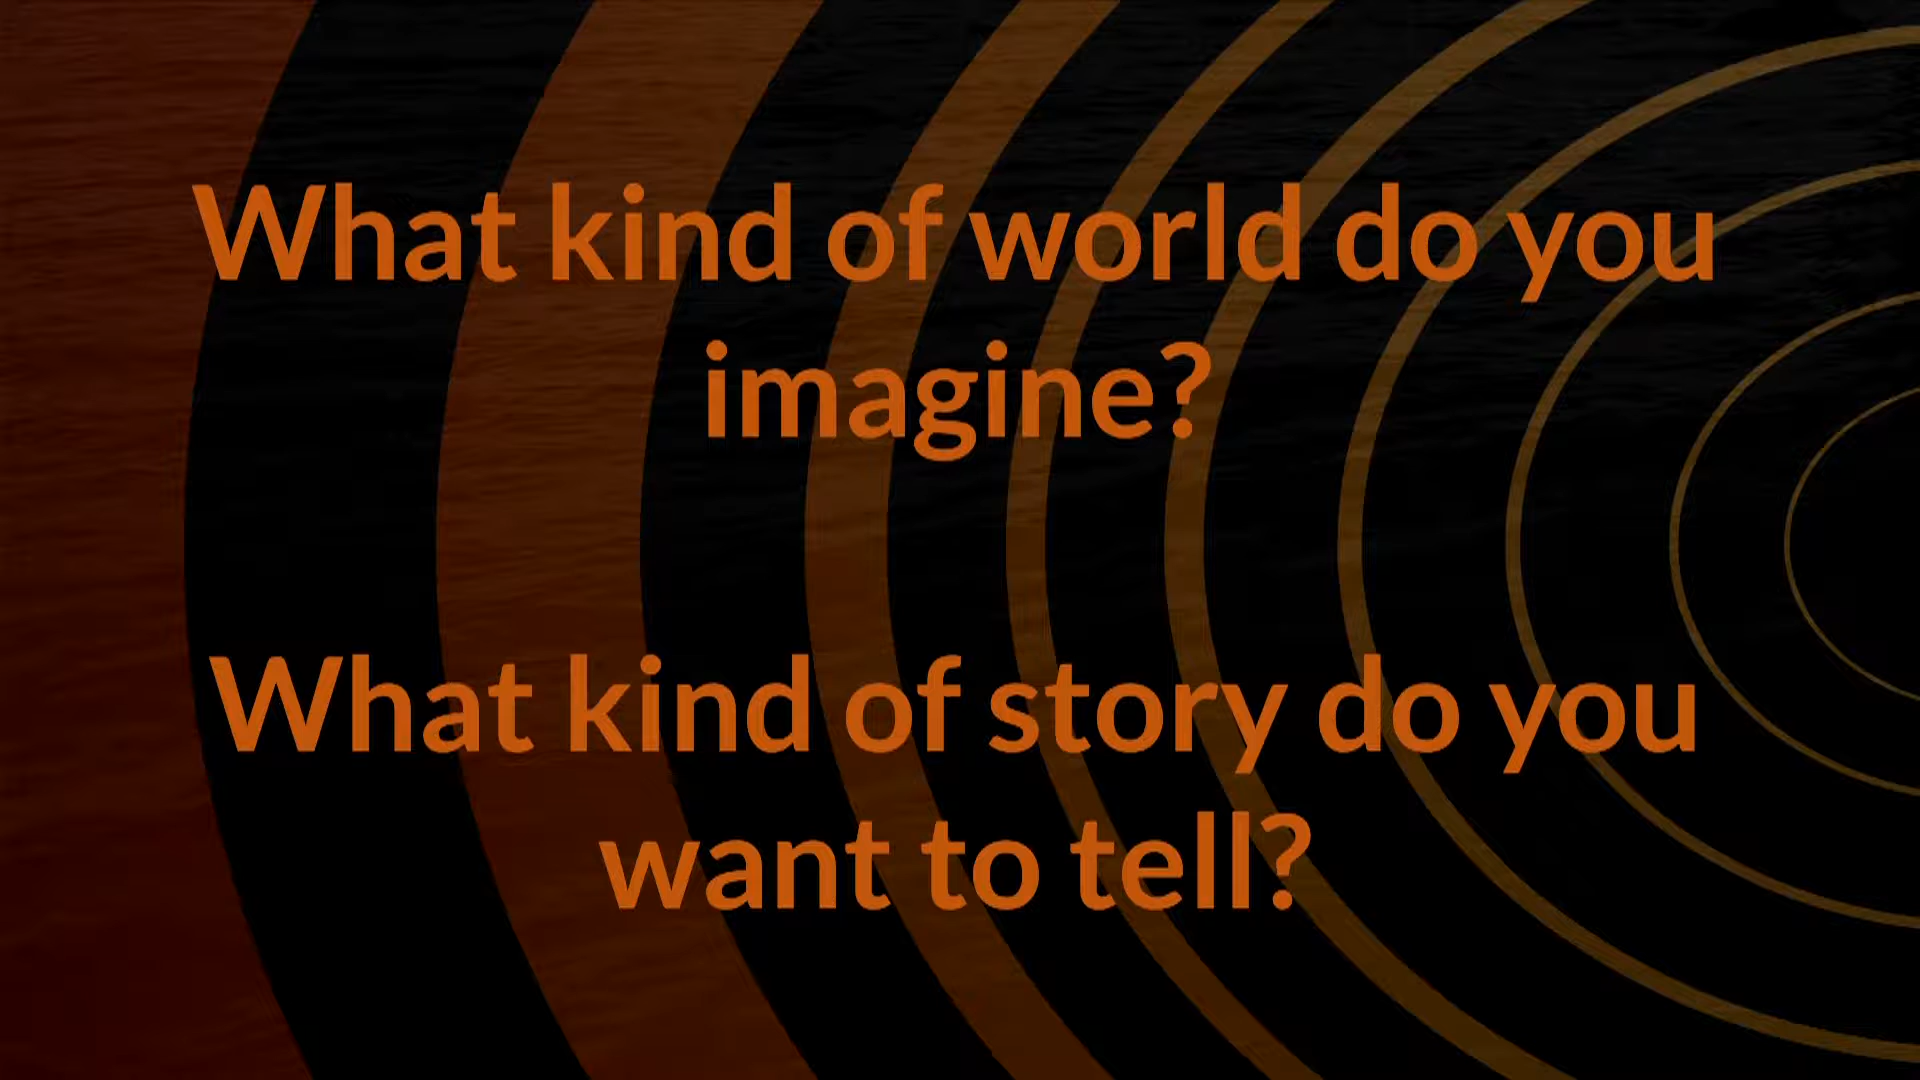 What kind of world do you
imagine?
What kind of story do you
want to tell?